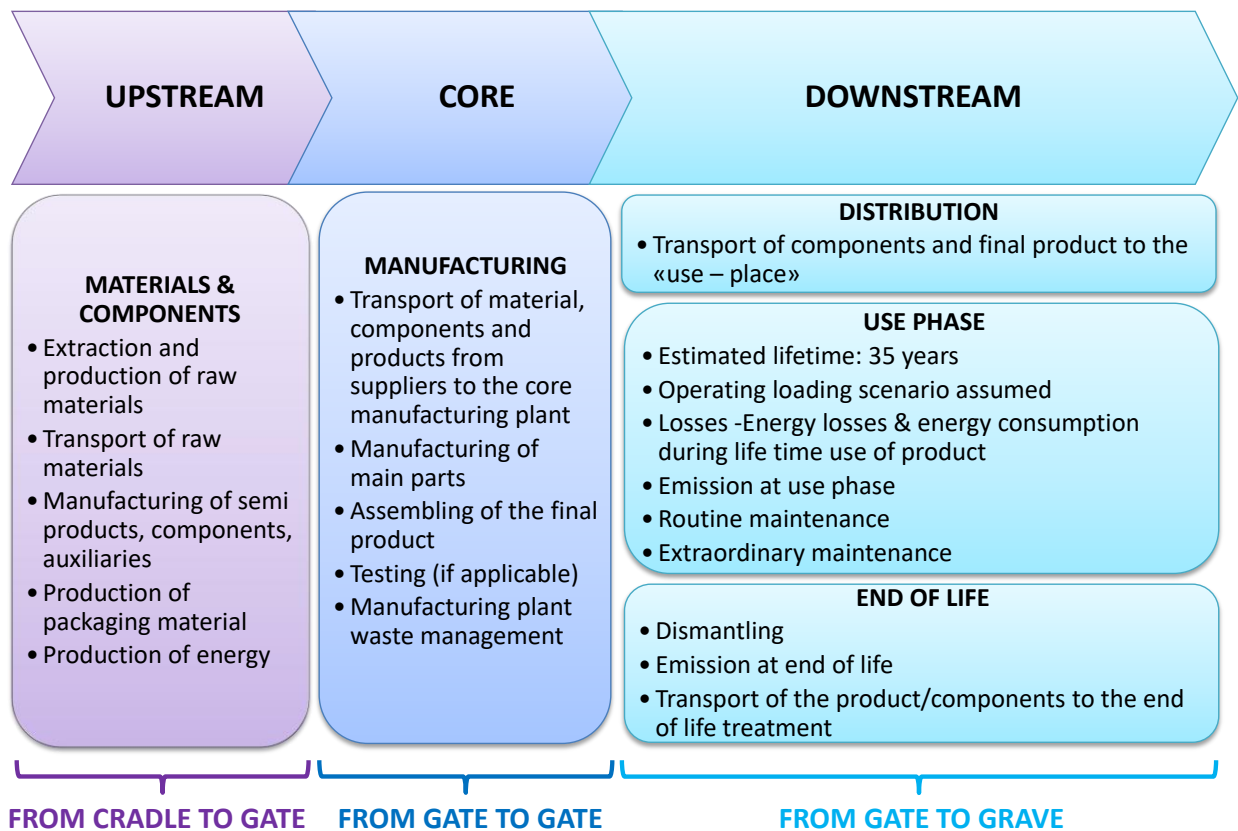 UPSTREAM
CORE
DOWNSTREAM
MATERIALS &
COMPONENTS
• Extraction and
production of raw
materials
• Transport of raw
materials
• Manufacturing of semi
products, components,
auxiliaries
• Production of
packaging material
• Production of energy
MANUFACTURING
• Transport of material,
components and
products from
suppliers to the core
manufacturing plant
• Manufacturing of
main parts
• Assembling of the final
product
• Testing (if applicable)
• Manufacturing plant
waste management
DISTRIBUTION
• Transport of components and final product to the
«use – place»
USE PHASE
• Estimated lifetime: 35 years
• Operating loading scenario assumed
• Losses -Energy losses & energy consumption
during life time use of product
• Emission at use phase
• Routine maintenance
• Extraordinary maintenance
END OF LIFE
• Dismantling
• Emission at end of life
• Transport of the product/components to the end
of life treatment
FROM CRADLE TO GATE
FROM GATE TO GATE
FROM GATE TO GRAVE